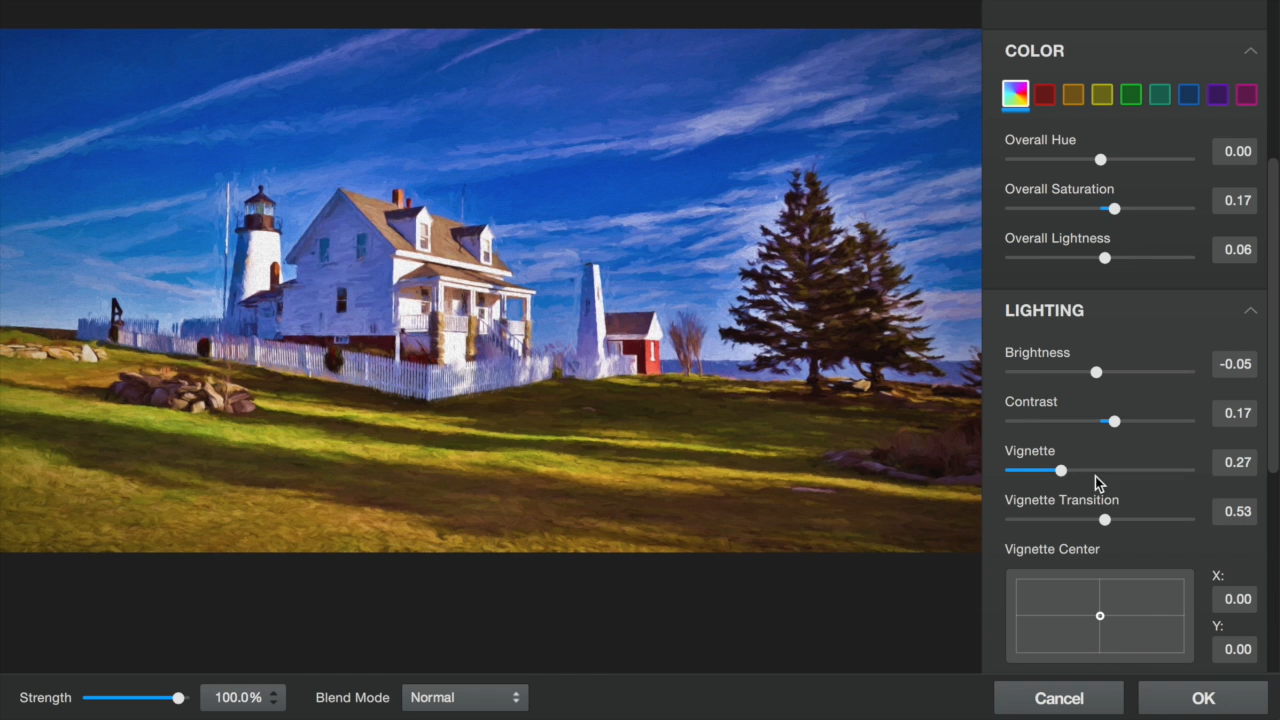 COLOR
Overall Hue
0.00
Overall Saturation
0.17
Overall Lightness
0.06
LIGHTING
Brightness
-0.05
Contrast
0.17
Vignette
0.27
Vignette Transition
0.53
Vignette Center
X:
0.00
Y:
0.00
Strength 100.0% Blend Mode Normal Cancel OK